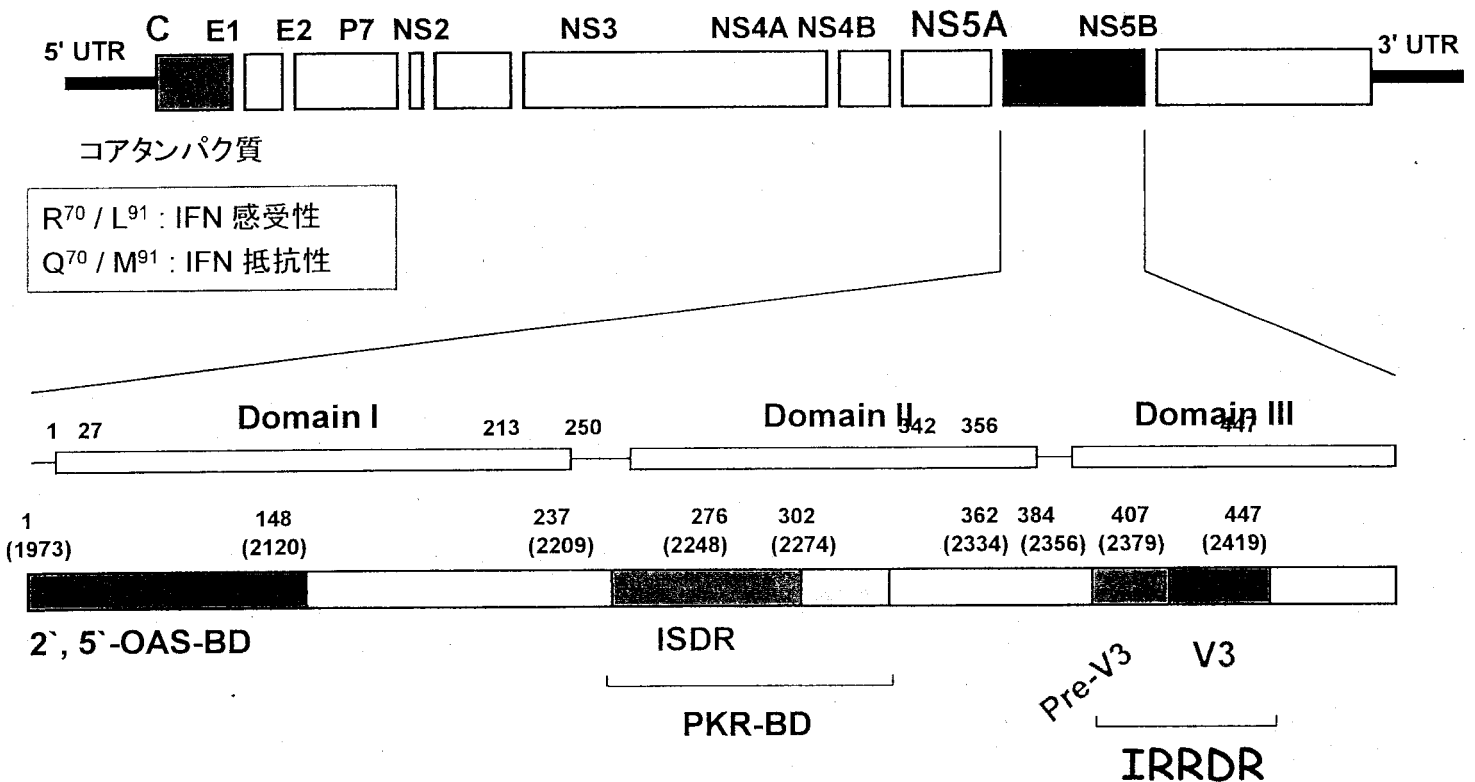 C E1 E2 P7 NS2 NS3 NS4A NS4B NS5A NS5B
5' UTR 3' UTR
コアタンパク質
R70 / L91 : IFN 感受性
Q70 / M91 : IFN 抵抗性
Domain I Domain II Domain III
1 27 213 250 342 356 447
1 148 237 276 302 362 384 407 447
(1973) (2120) (2209) (2248) (2274) (2334) (2356) (2379) (2419)
2`, 5`-OAS-BD ISDR Pre-V3 V3
PKR-BD
IRRDR